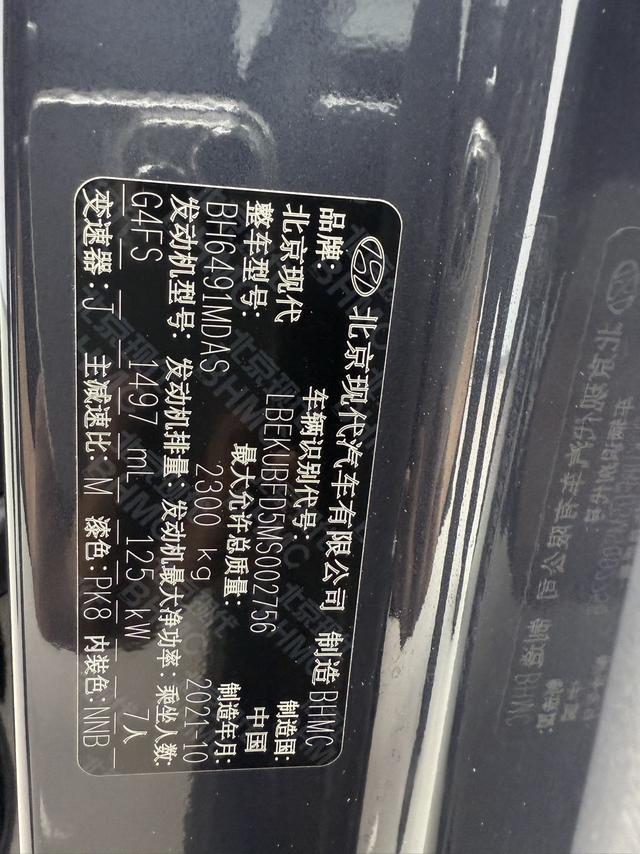 北京现代汽车有限公司 制造 BHMC
品牌: 车辆识别代号: 制造国:
北京现代 LBEKUBFD5MS002756 中国
整车型号: 最大允许总质量: 制造年月:
BH6491MDAS 2300 kg 2021.10
发动机型号: 发动机排量: 发动机最大净功率: 乘坐人数:
G4FS 1497 mL 125 kW 7人
变速器: J 主减速比: M 漆色: PK8 内装色: NNB